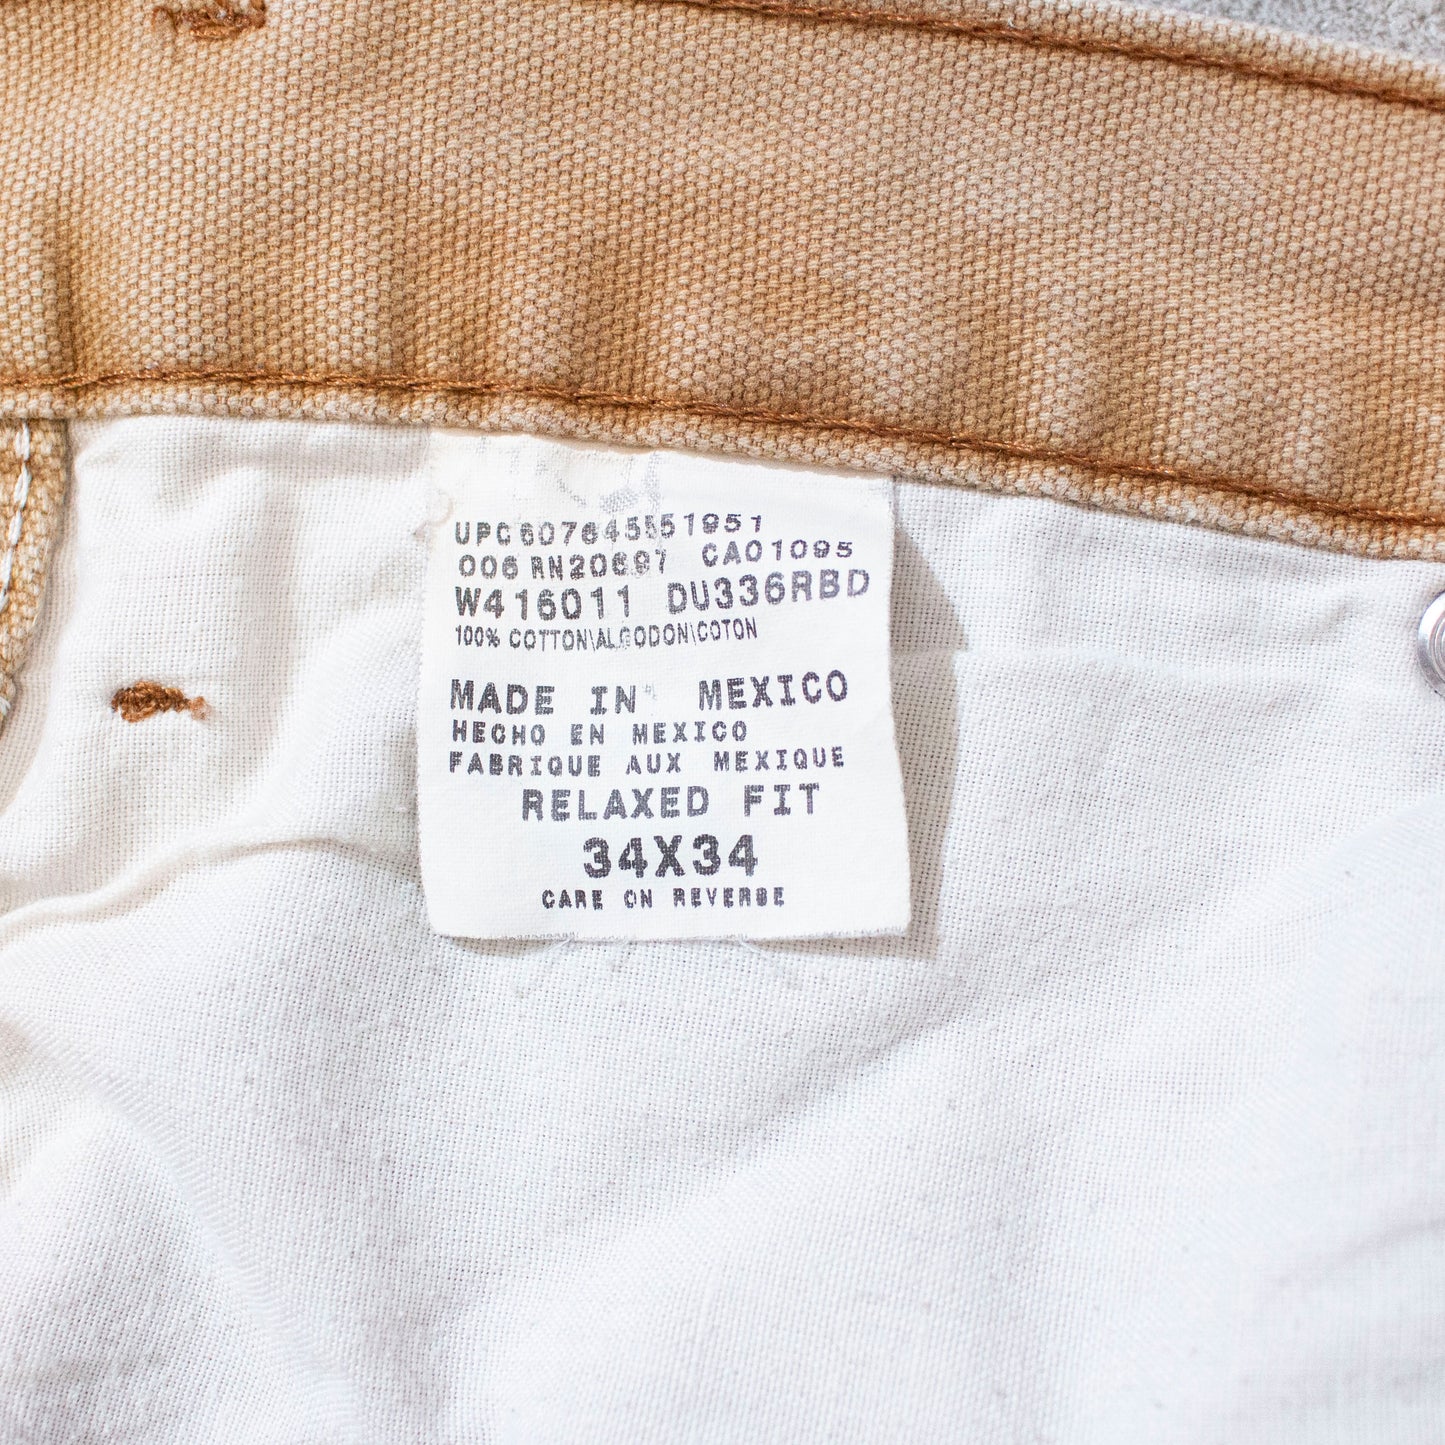 UPC607645551951
006 RN20697 CA01095
W416011 DU336RBD
100% COTTON\ALGODON\COTON
MADE IN MEXICO
HECHO EN MEXICO
FABRIQUE AUX MEXIQUE
RELAXED FIT
34X34
CARE ON REVERSE